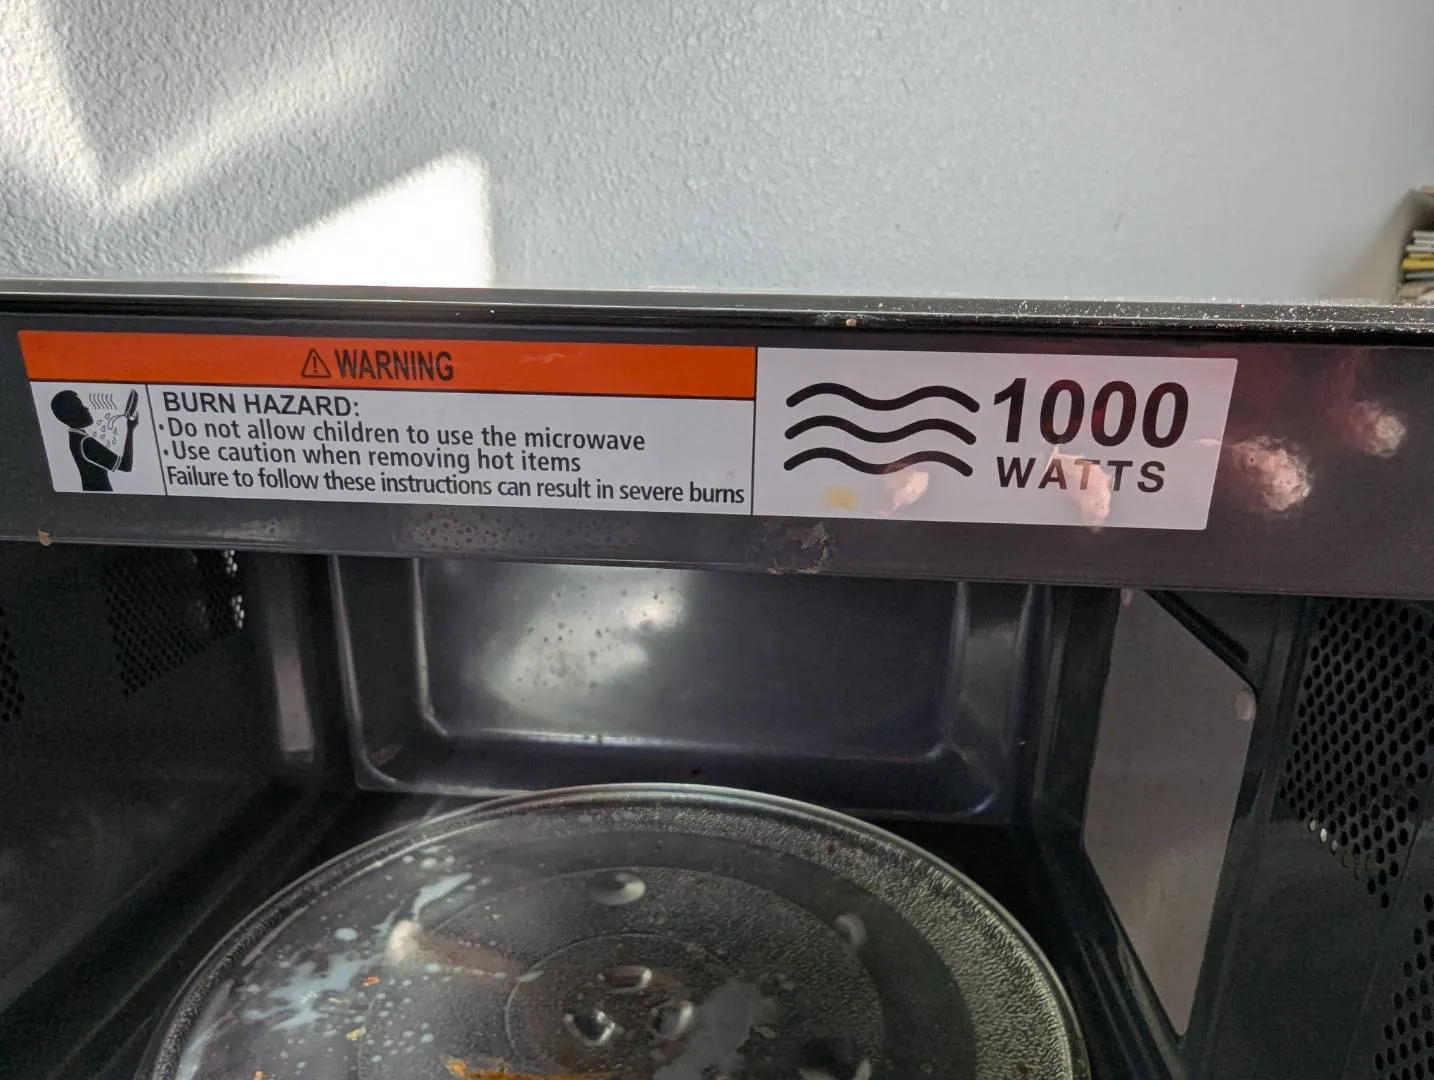 ⚠ WARNING
BURN HAZARD:
·Do not allow children to use the microwave
·Use caution when removing hot items
Failure to follow these instructions can result in severe burns
1000
WATTS